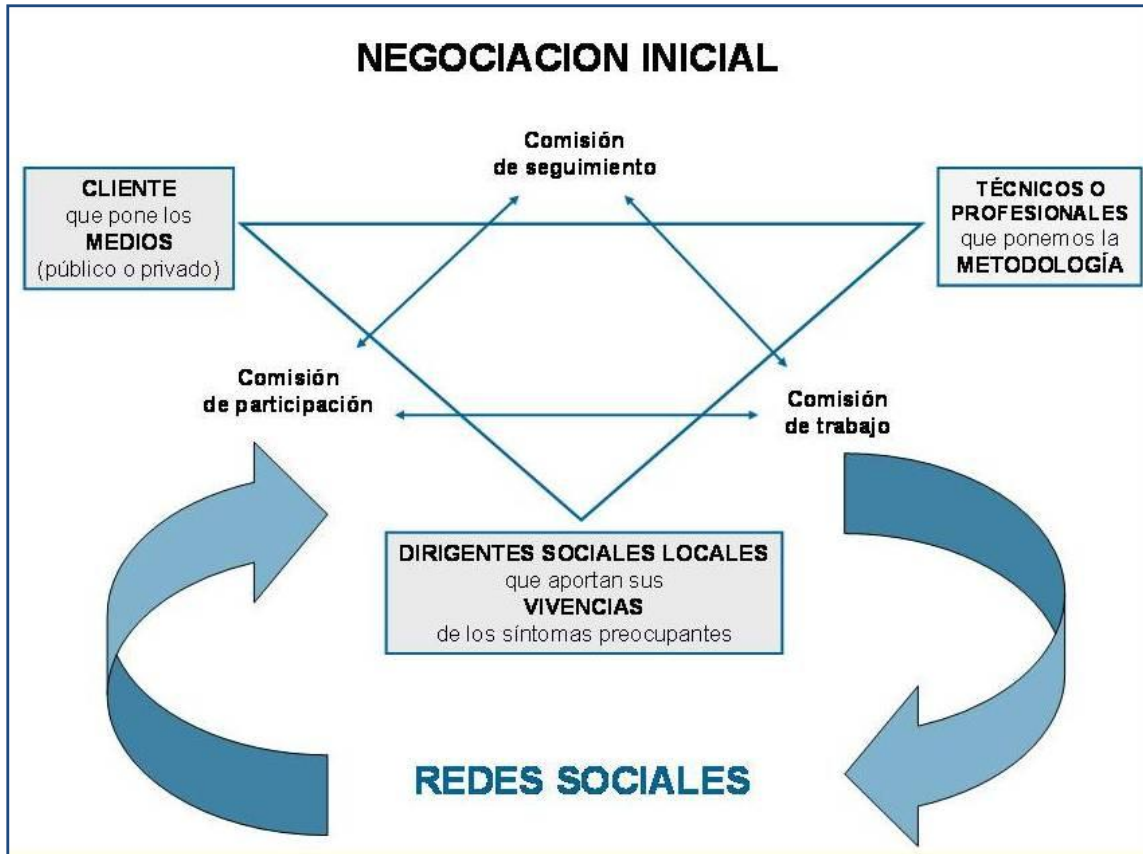 NEGOCIACION INICIAL
Comisión
de seguimiento
CLIENTE
que pone los
MEDIOS
(público o privado)
TÉCNICOS O
PROFESIONALES
que ponemos la
METODOLOGÍA
Comisión
de participación
Comisión
de trabajo
DIRIGENTES SOCIALES LOCALES
que aportan sus
VIVENCIAS
de los síntomas preocupantes
REDES SOCIALES